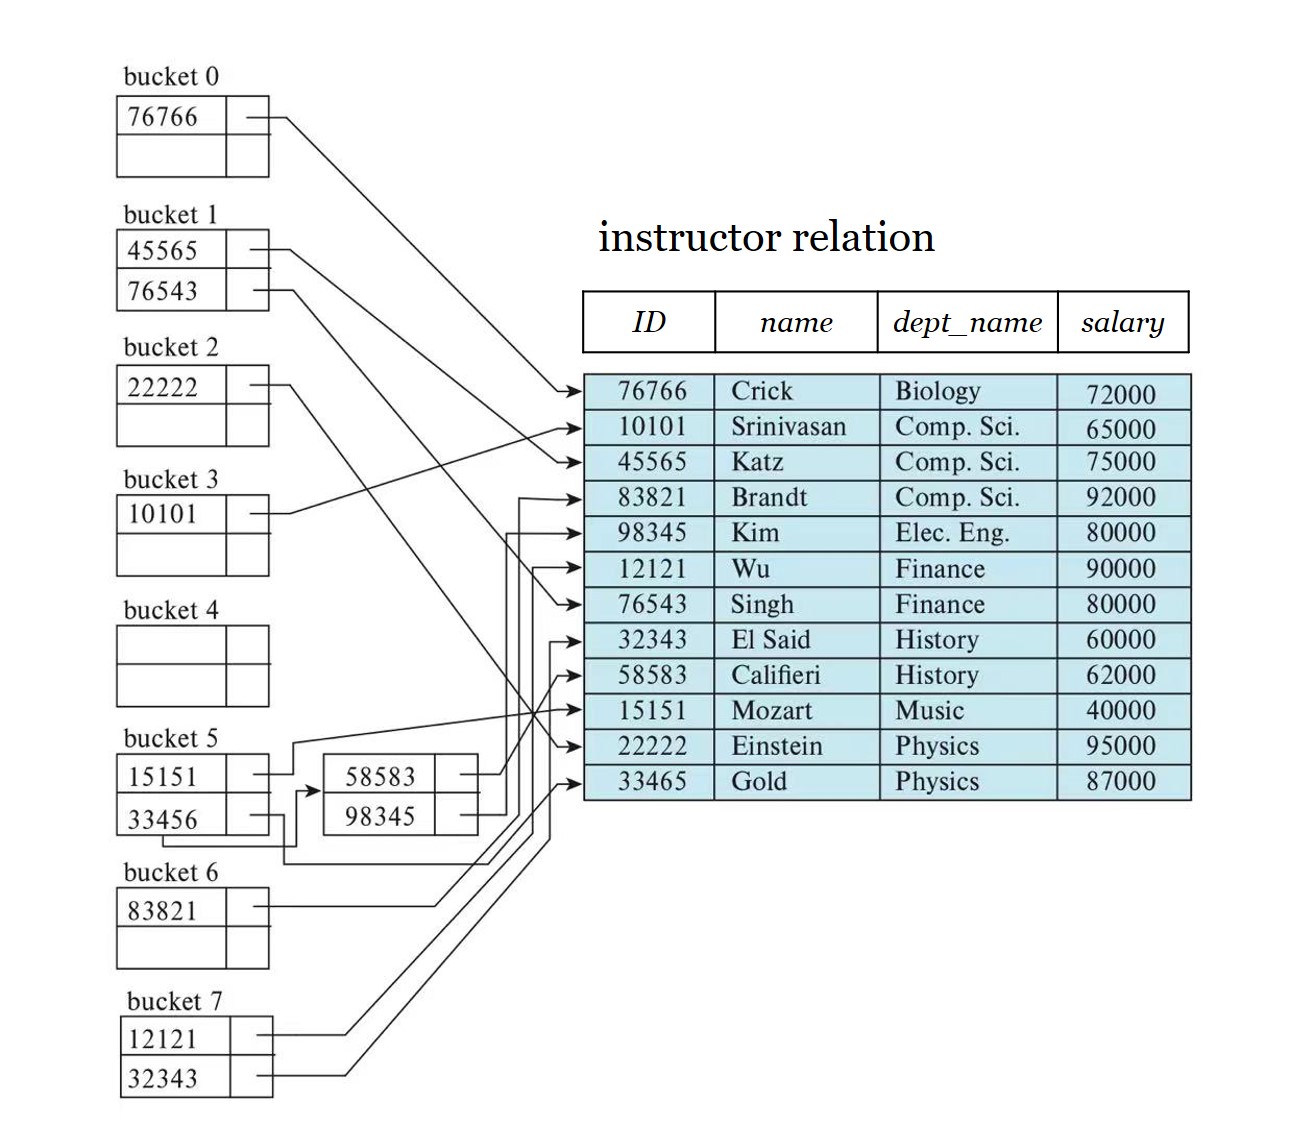 bucket 0
76766
bucket 1
45565
76543
bucket 2
22222
bucket 3
10101
bucket 4
bucket 5
15151
33456
58583
98345
bucket 6
83821
bucket 7
12121
32343
instructor relation
ID name dept_name salary
76766 Crick Biology 72000
10101 Srinivasan Comp. Sci. 65000
45565 Katz Comp. Sci. 75000
83821 Brandt Comp. Sci. 92000
98345 Kim Elec. Eng. 80000
12121 Wu Finance 90000
76543 Singh Finance 80000
32343 El Said History 60000
58583 Califieri History 62000
15151 Mozart Music 40000
22222 Einstein Physics 95000
33465 Gold Physics 87000